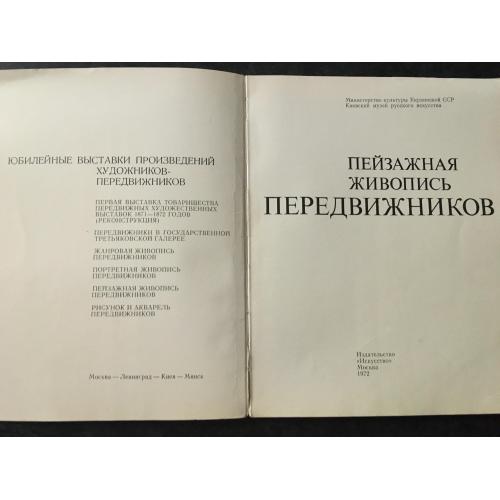 ЮБИЛЕЙНЫЕ ВЫСТАВКИ ПРОИЗВЕДЕНИЙ
ХУДОЖНИКОВ-
ПЕРЕДВИЖНИКОВ
ПЕРВАЯ ВЫСТАВКА ТОВАРИЩЕСТВА
ПЕРЕДВИЖНЫХ ХУДОЖЕСТВЕННЫХ
ВЫСТАВОК 1871—1872 ГОДОВ
(РЕКОНСТРУКЦИЯ)
ПЕРЕДВИЖНИКИ В ГОСУДАРСТВЕННОЙ
ТРЕТЬЯКОВСКОЙ ГАЛЕРЕЕ
ЖАНРОВАЯ ЖИВОПИСЬ
ПЕРЕДВИЖНИКОВ
ПОРТРЕТНАЯ ЖИВОПИСЬ
ПЕРЕДВИЖНИКОВ
ПЕЙЗАЖНАЯ ЖИВОПИСЬ
ПЕРЕДВИЖНИКОВ
РИСУНОК И АКВАРЕЛЬ
ПЕРЕДВИЖНИКОВ
Москва — Ленинград — Киев — Минск
Министерство культуры Украинской ССР
Киевский музей русского искусства
ПЕЙЗАЖНАЯ
ЖИВОПИСЬ
ПЕРЕДВИЖНИКОВ
Издательство
«Искусство»
Москва
1972